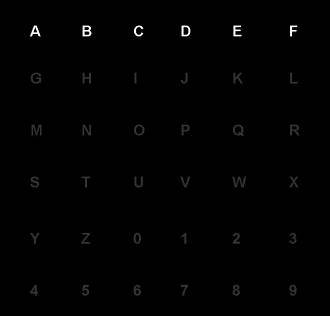 A B C D E F
G H I J K L
M N O P Q R
S T U V W X
Y Z 0 1 2 3
4 5 6 7 8 9